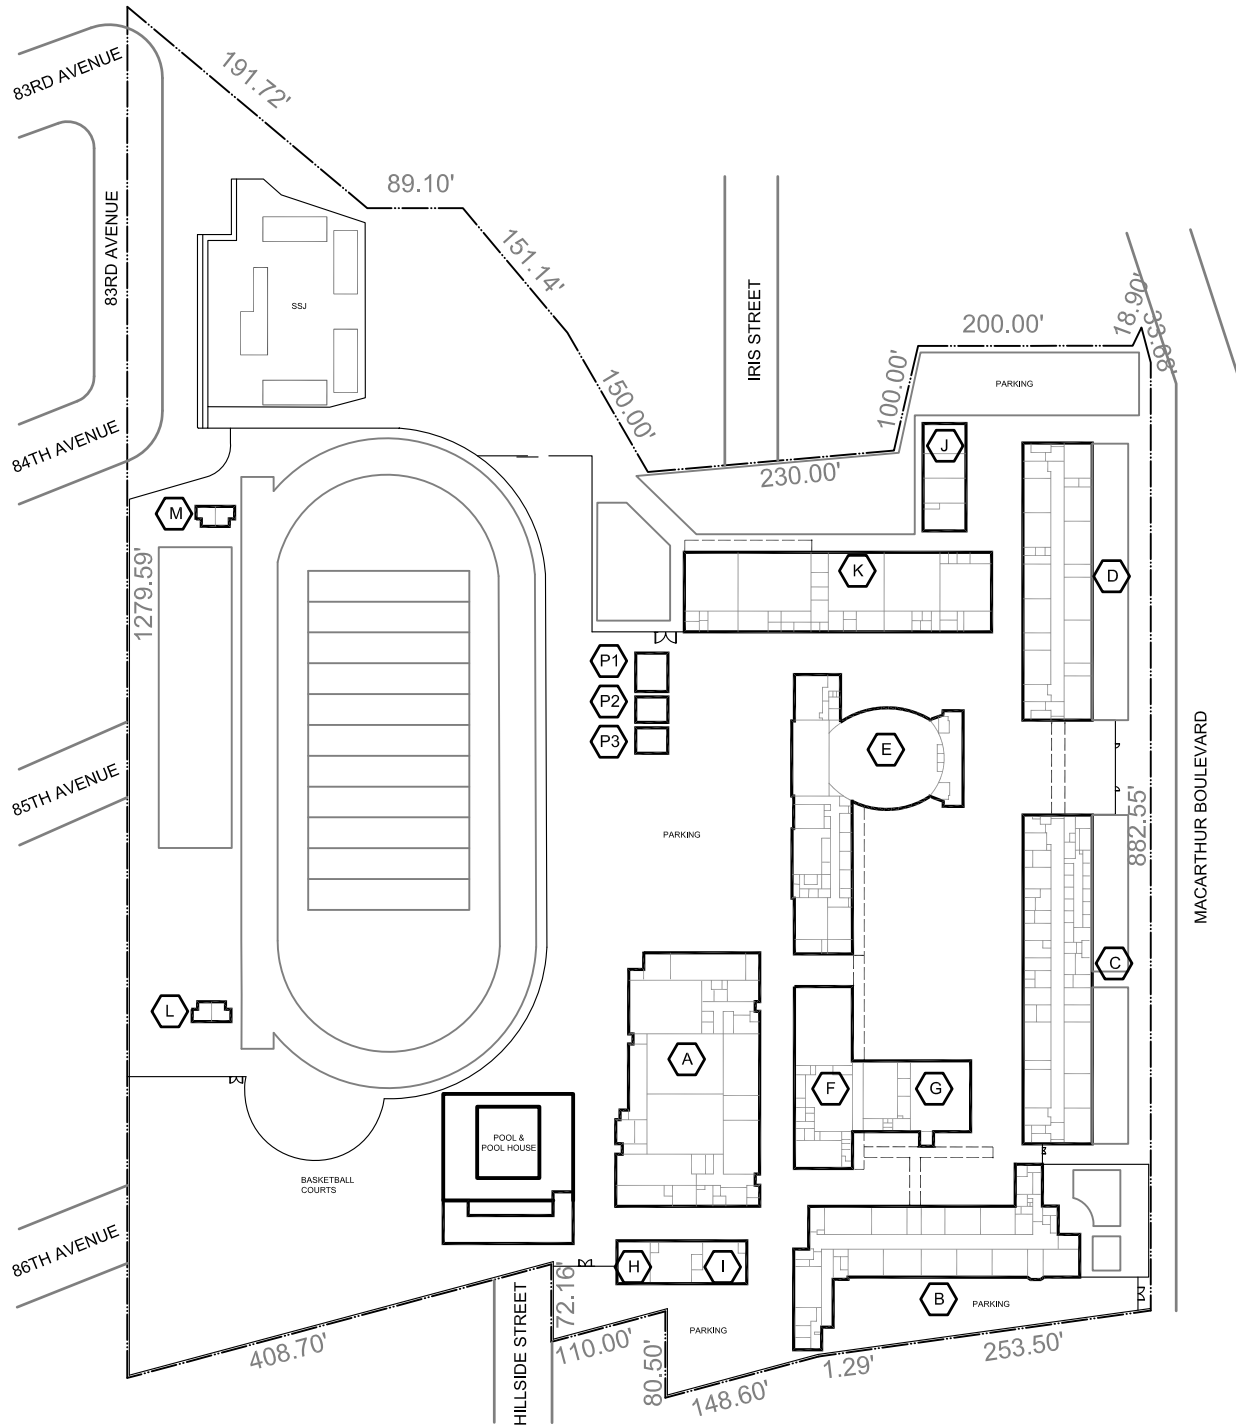 83RD AVENUE
191.72'
89.10'
83RD AVENUE
151.14'
SSJ
IRIS STREET
18.90'
33.68'
200.00'
PARKING
100.00'
150.00'
84TH AVENUE
230.00'
J
M
K
D
1279.59'
P1
P2
P3
E
MACARTHUR BOULEVARD
85TH AVENUE
PARKING
882.55'
C
L
A
F
G
POOL &
POOL HOUSE
BASKETBALL
COURTS
86TH AVENUE
H
I
72.16'
B
PARKING
HILLSIDE STREET
PARKING
408.70'
110.00'
253.50'
1.29'
80.50'
148.60'